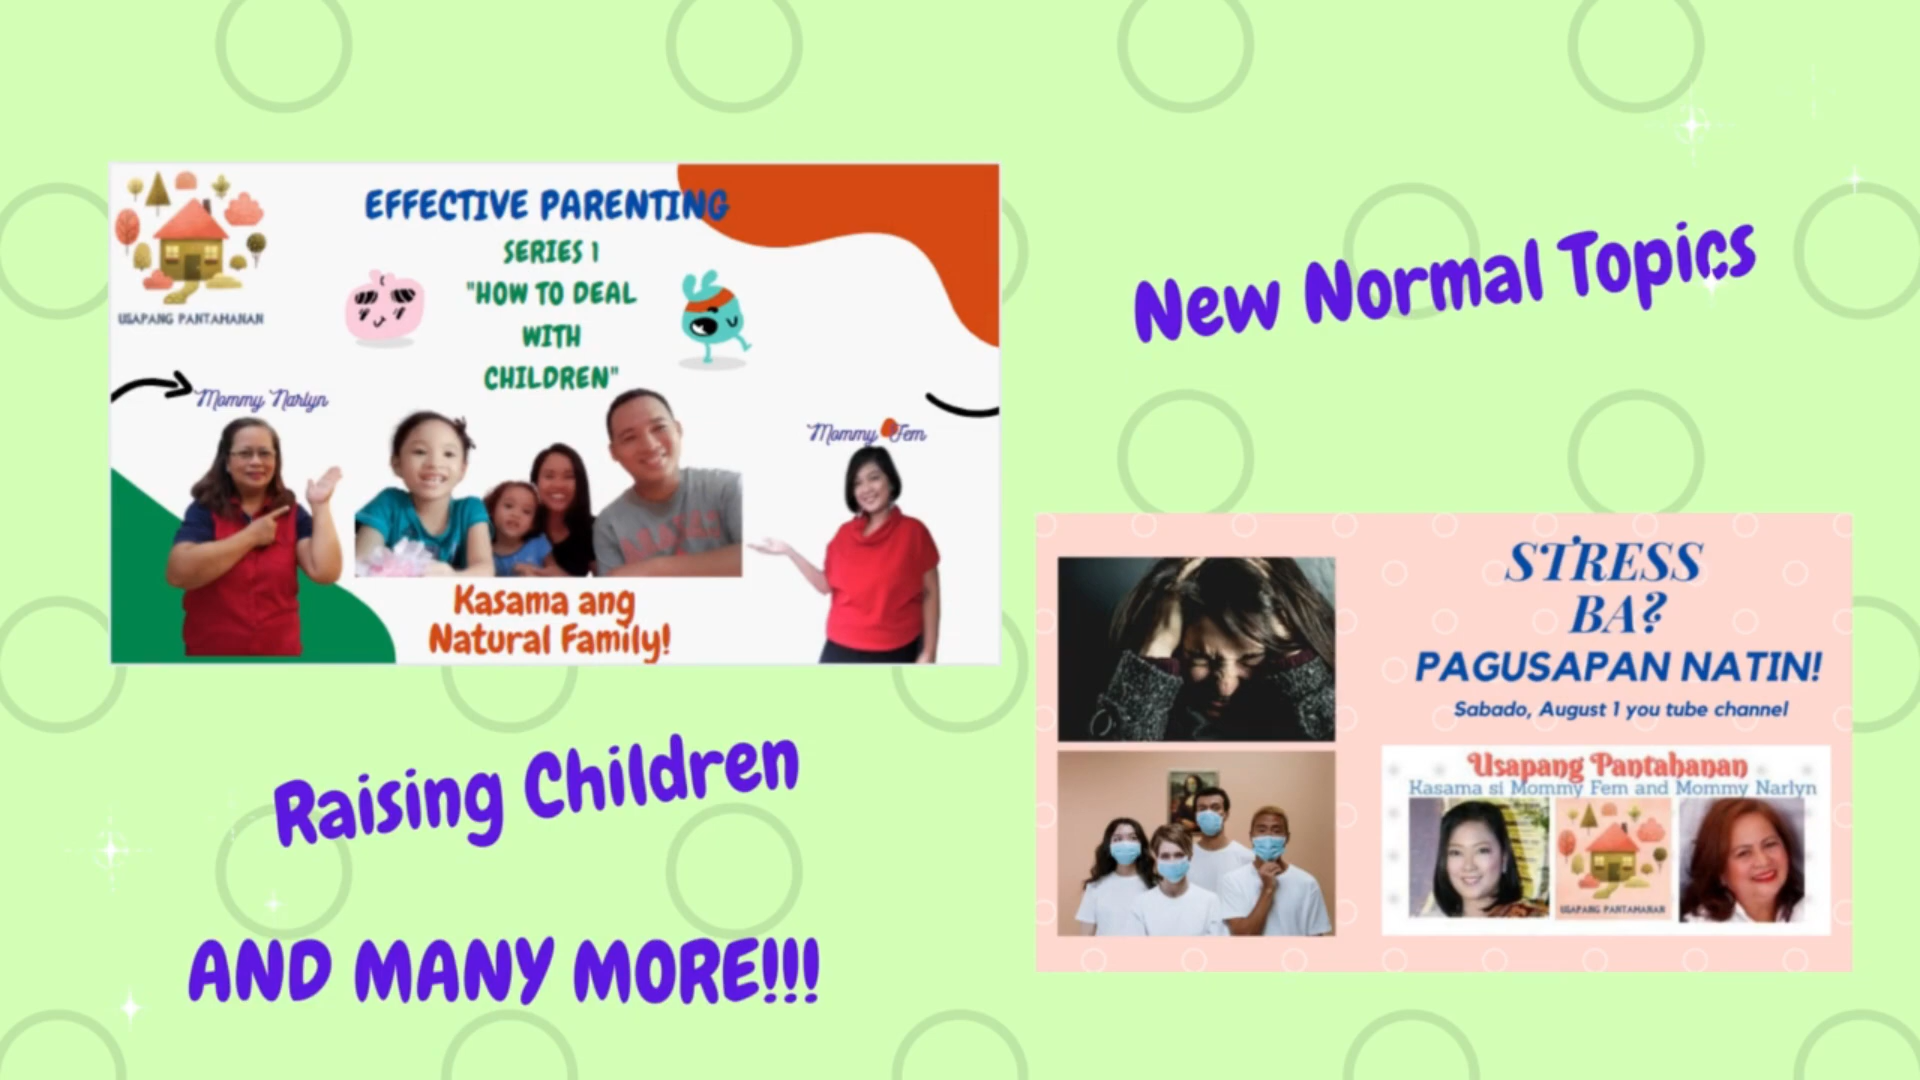 EFFECTIVE PARENTING
SERIES 1
"HOW TO DEAL
WITH
CHILDREN"
USAPANG PANTAHANAN
Mommy Narlyn
Mommy Fem
Kasama ang
Natural Family!
New Normal Topics
STRESS
BA?
PAGUSAPAN NATIN!
Sabado, August 1 you tube channel
Usapang Pantahanan
Kasama si Mommy Fem and Mommy Narlyn
USAPANG PANTAHANAN
Raising Children
AND MANY MORE!!!